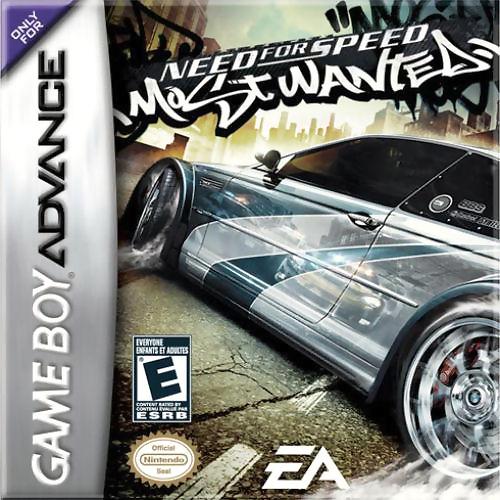 ONLY
FOR
GAME BOY ADVANCE
NEED FOR SPEED
MOST WANTED
EVERYONE
ENFANTS ET ADULTES
E
CONTENT RATED BY
CONTENU ÉVALUÉ PAR
ESRB
Official
Nintendo
Seal
EA